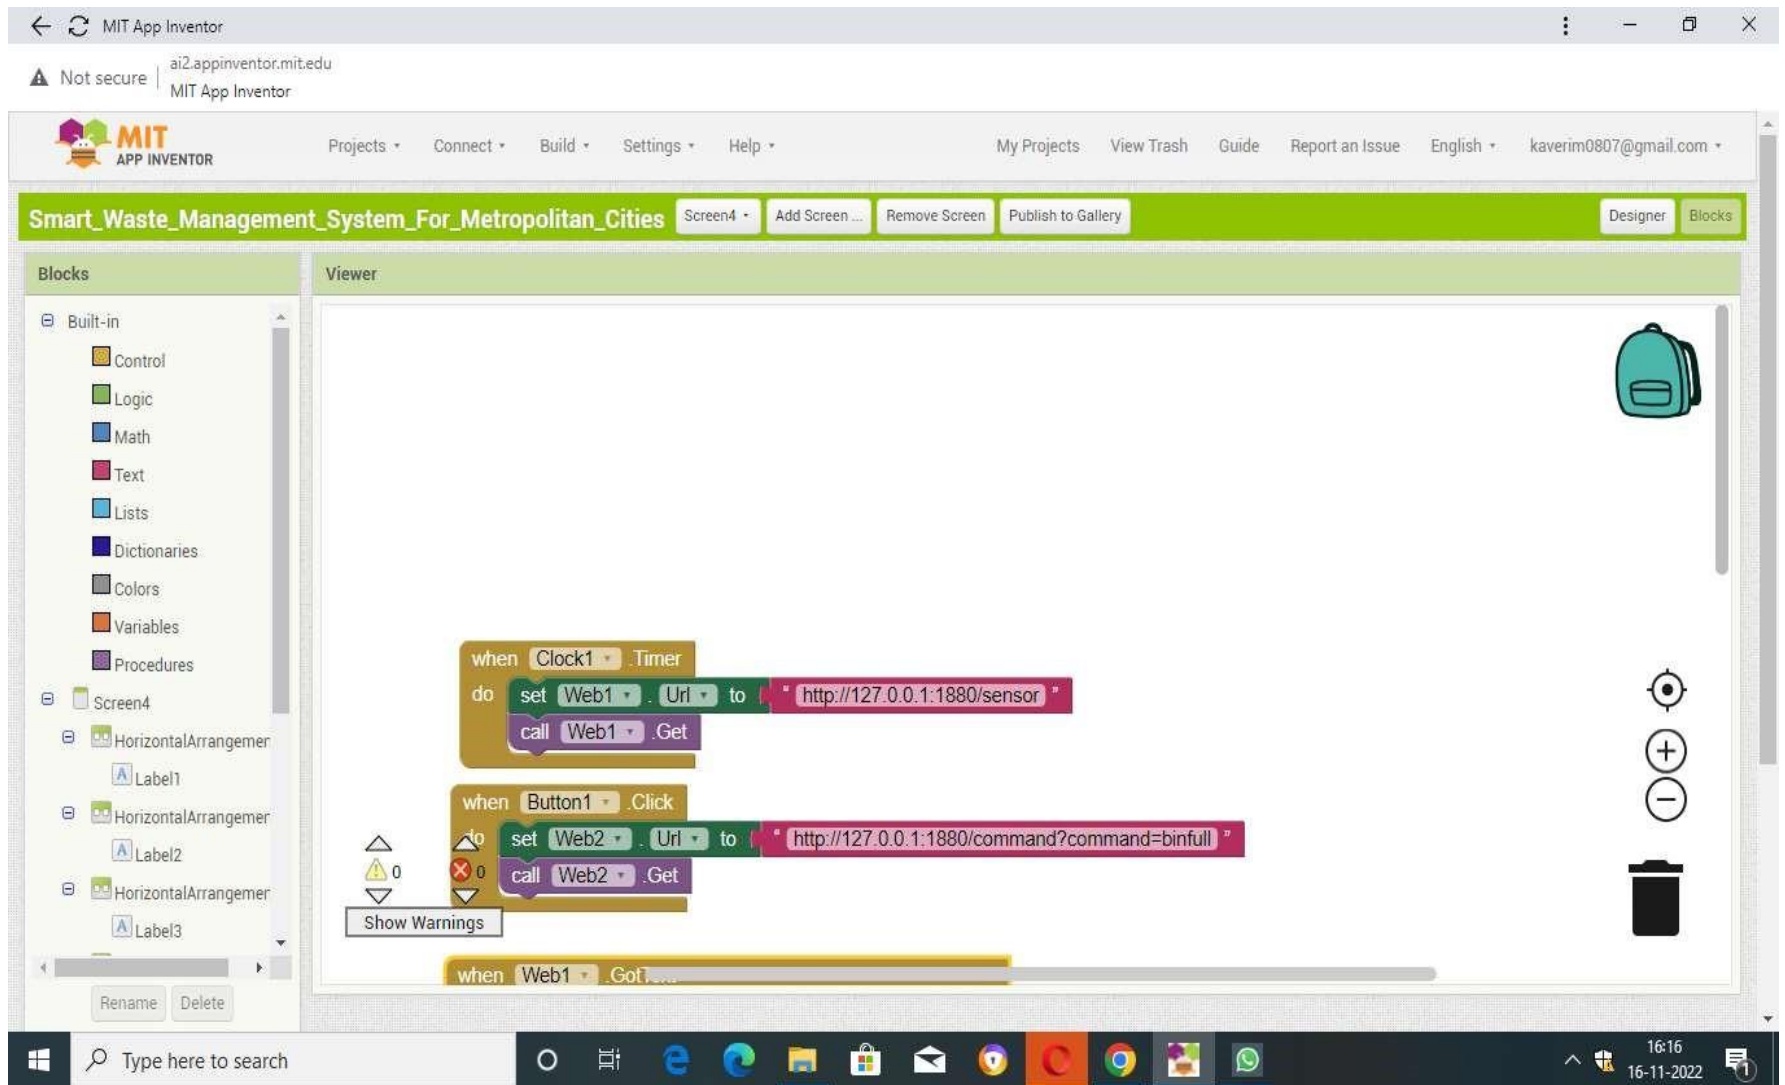 MIT App Inventor
Not secure
ai2.appinventor.mit.edu
MIT App Inventor
MIT
APP INVENTOR
Projects Connect Build Settings Help My Projects View Trash Guide Report an Issue English kaverim0807@gmail.com
Smart_Waste_Management_System_For_Metropolitan_Cities Screen4 Add Screen ... Remove Screen Publish to Gallery Designer Blocks
Blocks
Viewer
Built-in
Control
Logic
Math
Text
Lists
Dictionaries
Colors
Variables
Procedures
Screen4
HorizontalArrangemer
Label1
HorizontalArrangemer
Label2
HorizontalArrangemer
Label3
Rename Delete
when Clock1 .Timer
do set Web1 . Url to " http://127.0.0.1:1880/sensor "
call Web1 .Get
when Button1 .Click
do set Web2 . Url to " http://127.0.0.1:1880/command?command=binfull "
call Web2 .Get
0 0
Show Warnings
when Web1 .GotText
Type here to search
16:16
16-11-2022
1